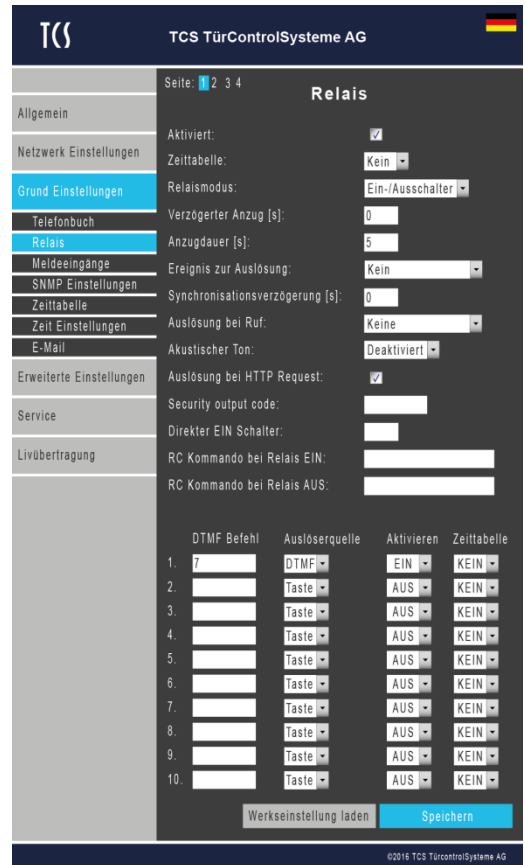 TCS TürControlSysteme AG
Allgemein
Netzwerk Einstellungen
Grund Einstellungen
Telefonbuch
Relais
Meldeeingänge
SNMP Einstellungen
Zeittabelle
Zeit Einstellungen
E-Mail
Erweiterte Einstellungen
Service
Livübertragung
Seite: 1 2 3 4
Relais
Aktiviert:
Zeittabelle: Kein
Relaismodus: Ein-/Ausschalter
Verzögerter Anzug [s]: 0
Anzugdauer [s]: 5
Ereignis zur Auslösung: Kein
Synchronisationsverzögerung [s]: 0
Auslösung bei Ruf: Keine
Akustischer Ton: Deaktiviert
Auslösung bei HTTP Request:
Security output code:
Direkter EIN Schalter:
RC Kommando bei Relais EIN:
RC Kommando bei Relais AUS:
DTMF Befehl Auslöserquelle Aktivieren Zeittabelle
1. 7 DTMF EIN KEIN
2. Taste AUS KEIN
3. Taste AUS KEIN
4. Taste AUS KEIN
5. Taste AUS KEIN
6. Taste AUS KEIN
7. Taste AUS KEIN
8. Taste AUS KEIN
9. Taste AUS KEIN
10. Taste AUS KEIN
Werkseinstellung laden Speichern
©2016 TCS TürcontrolSysteme AG